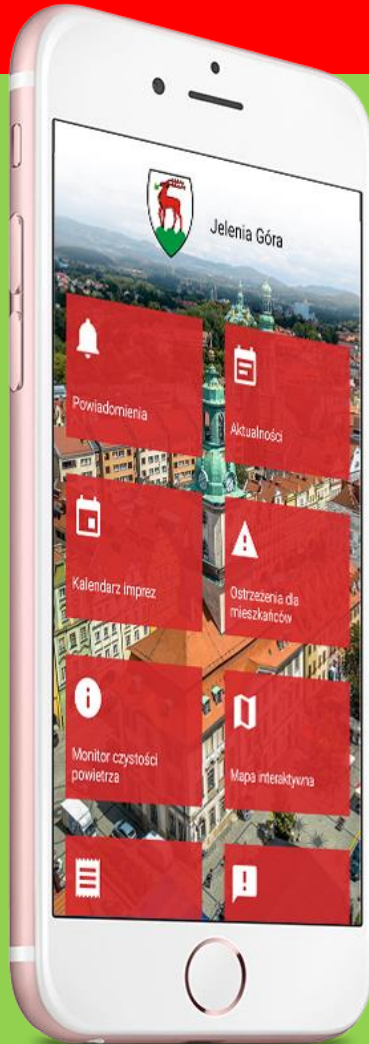 Jelenia Góra
Powiadomienia
Aktualności
Kalendarz imprez
Ostrzeżenia dla
mieszkańców
Monitor czystości
powietrza
Mapa interaktywna